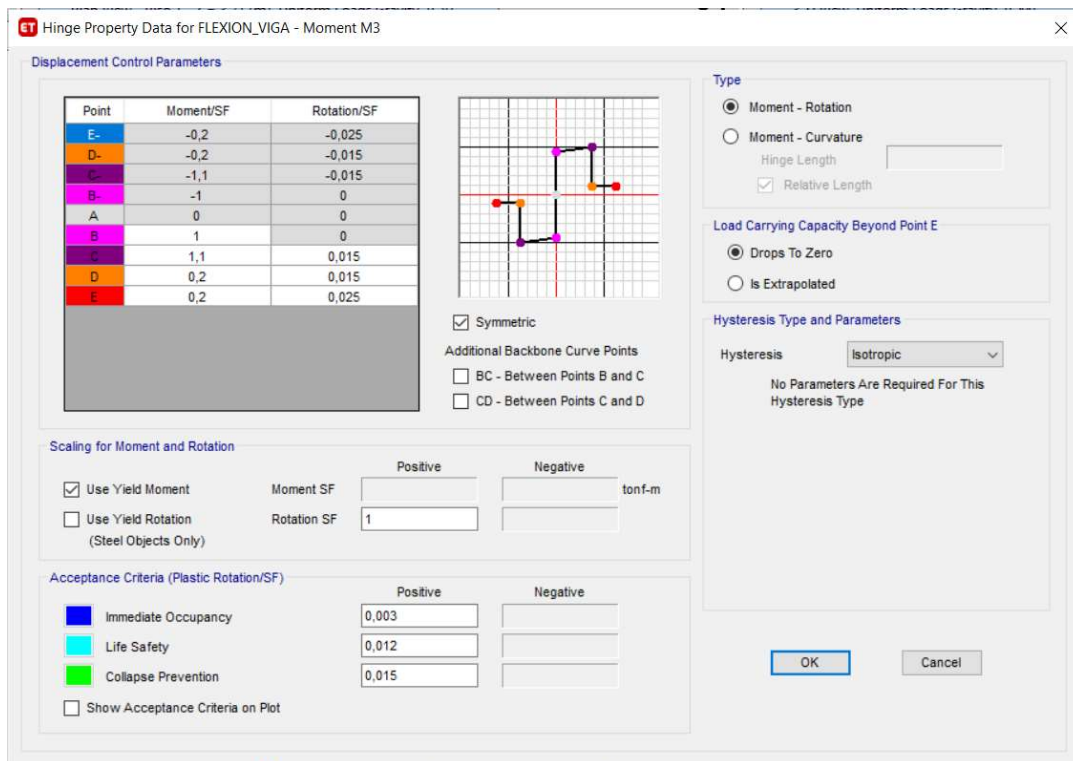 ET Hinge Property Data for FLEXION_VIGA - Moment M3
Displacement Control Parameters
Point Moment/SF Rotation/SF
E- -0,2 -0,025
D- -0,2 -0,015
C- -1,1 -0,015
B- -1 0
A 0 0
B 1 0
C 1,1 0,015
D 0,2 0,015
E 0,2 0,025
Symmetric
Additional Backbone Curve Points
BC - Between Points B and C
CD - Between Points C and D
Type
Moment - Rotation
Moment - Curvature
Hinge Length
Relative Length
Load Carrying Capacity Beyond Point E
Drops To Zero
Is Extrapolated
Hysteresis Type and Parameters
Hysteresis Isotropic
No Parameters Are Required For This
Hysteresis Type
Scaling for Moment and Rotation
Positive Negative
Use Yield Moment Moment SF tonf-m
Use Yield Rotation Rotation SF 1
(Steel Objects Only)
Acceptance Criteria (Plastic Rotation/SF)
Positive Negative
Immediate Occupancy 0,003
Life Safety 0,012
Collapse Prevention 0,015
Show Acceptance Criteria on Plot
OK Cancel